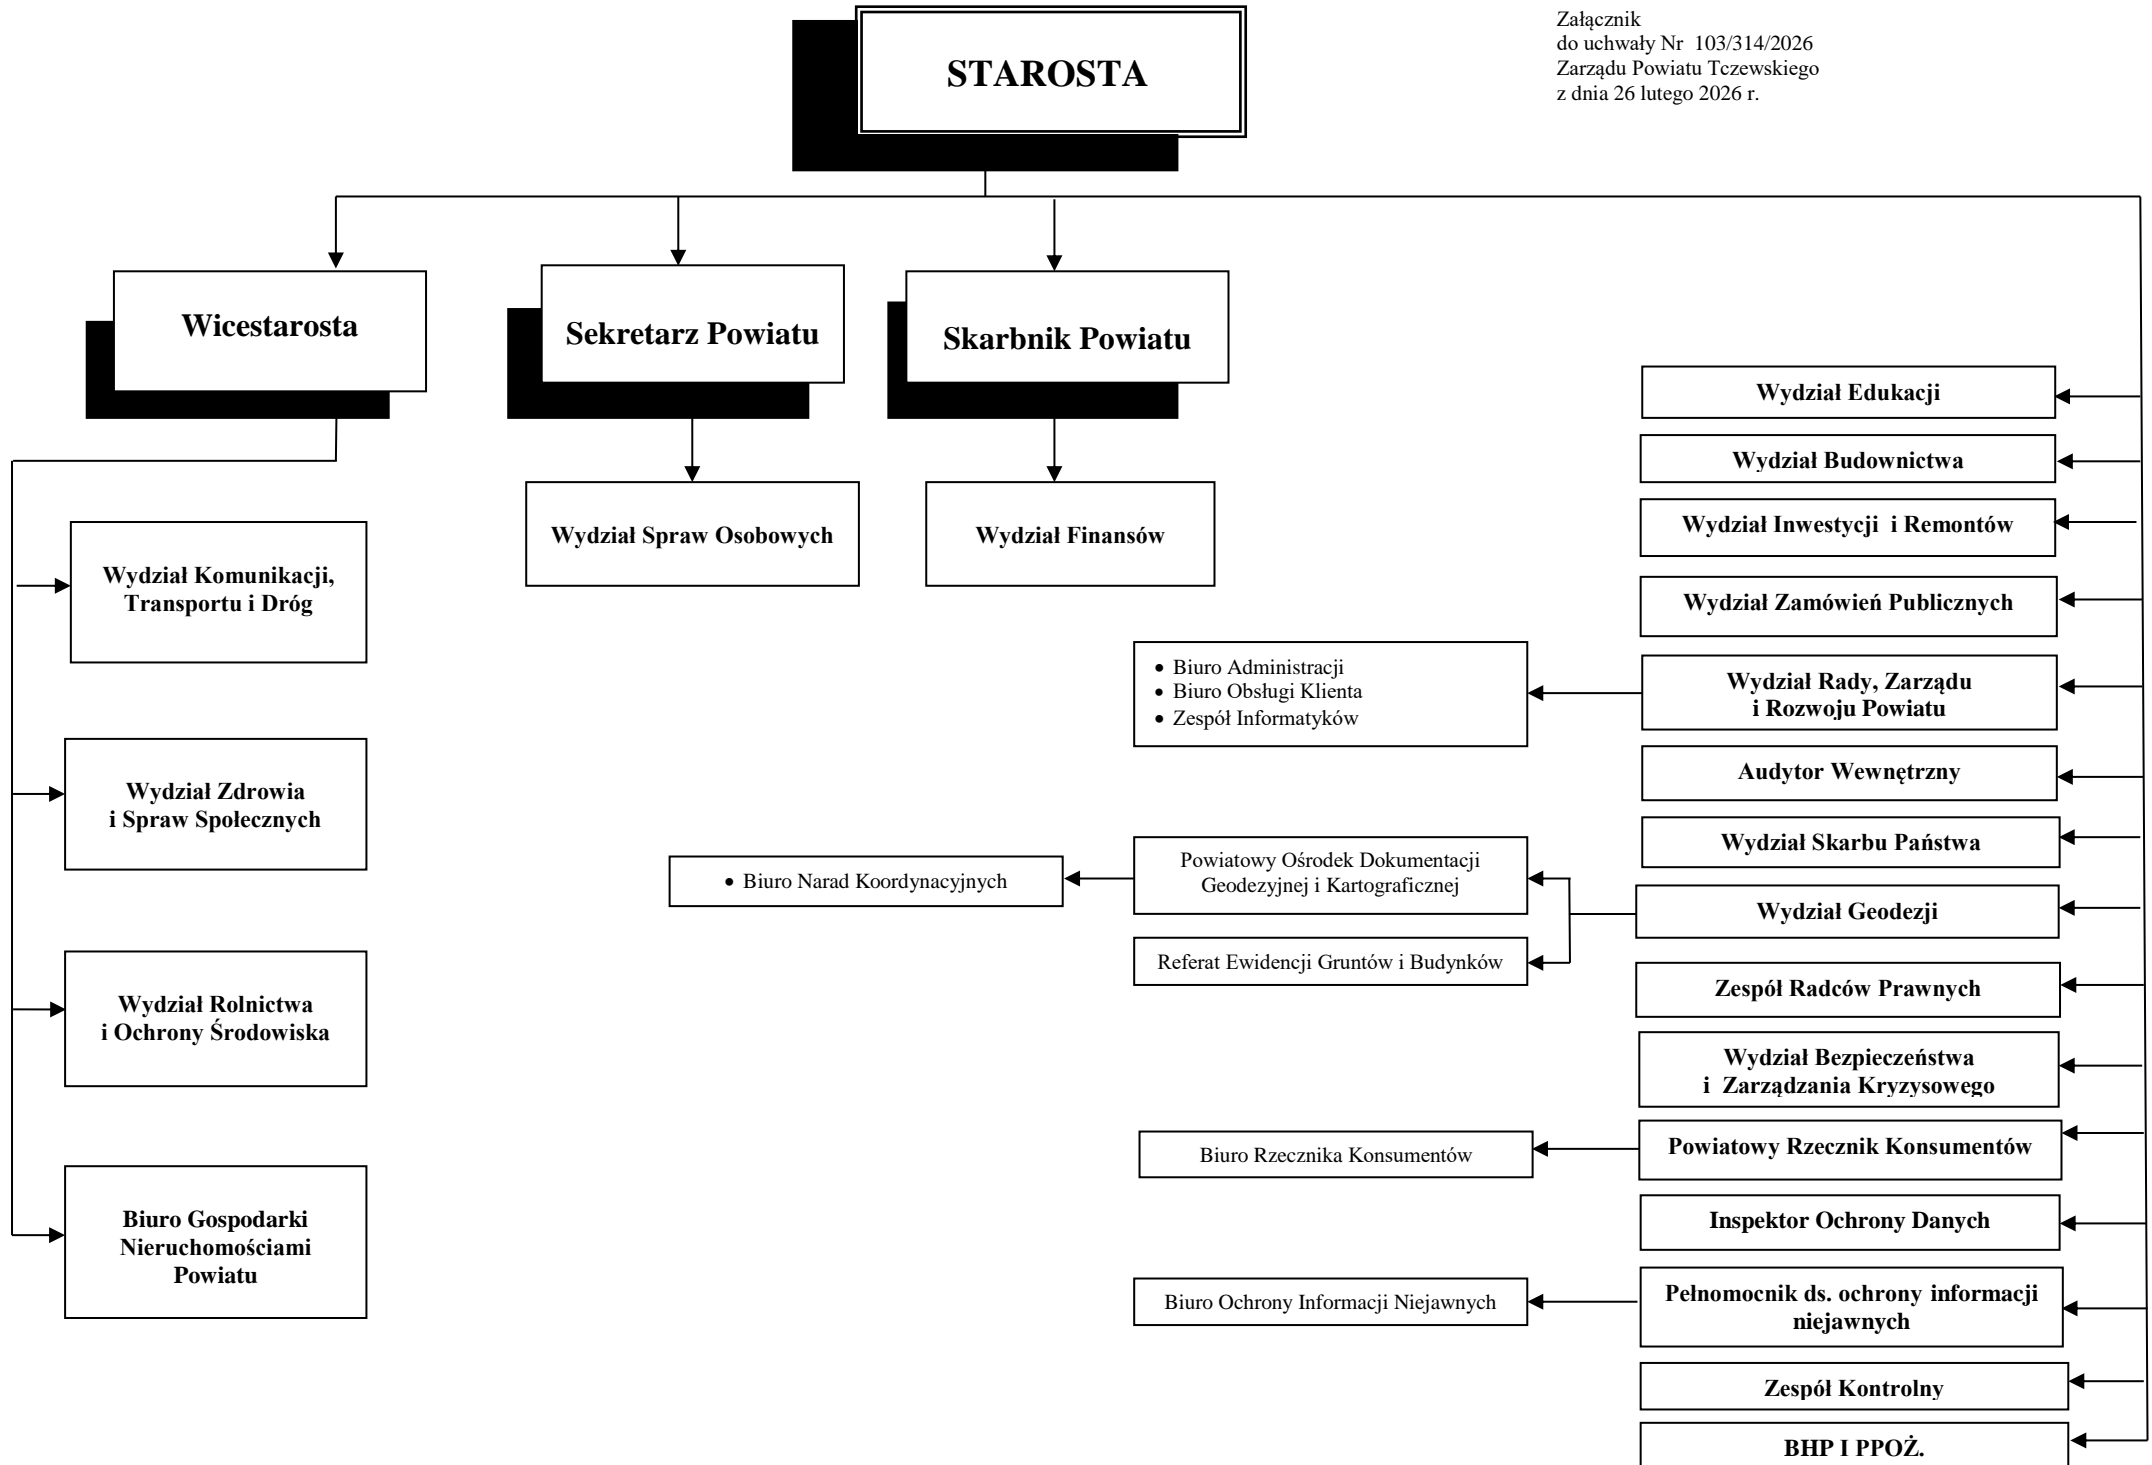 Załącznik
do uchwały Nr 103/314/2026
Zarządu Powiatu Tczewskiego
z dnia 26 lutego 2026 r.
STAROSTA
Wicestarosta
Sekretarz Powiatu
Skarbnik Powiatu
Wydział Spraw Osobowych
Wydział Finansów
Wydział Komunikacji,
Transportu i Dróg
Wydział Zdrowia
i Spraw Społecznych
Wydział Rolnictwa
i Ochrony Środowiska
Biuro Gospodarki
Nieruchomościami
Powiatu
Wydział Edukacji
Wydział Budownictwa
Wydział Inwestycji i Remontów
Wydział Zamówień Publicznych
Wydział Rady, Zarządu
i Rozwoju Powiatu
• Biuro Administracji
• Biuro Obsługi Klienta
• Zespół Informatyków
Audytor Wewnętrzny
Wydział Skarbu Państwa
Wydział Geodezji
Powiatowy Ośrodek Dokumentacji
Geodezyjnej i Kartograficznej
• Biuro Narad Koordynacyjnych
Referat Ewidencji Gruntów i Budynków
Zespół Radców Prawnych
Wydział Bezpieczeństwa
i Zarządzania Kryzysowego
Powiatowy Rzecznik Konsumentów
Biuro Rzecznika Konsumentów
Inspektor Ochrony Danych
Pełnomocnik ds. ochrony informacji
niejawnych
Biuro Ochrony Informacji Niejawnych
Zespół Kontrolny
BHP I PPOŻ.